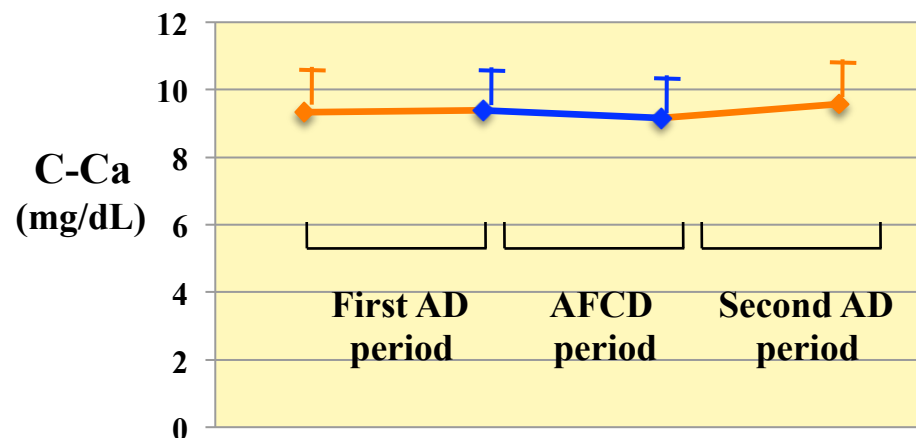 12
10
8
6
4
2
0
C-Ca
(mg/dL)
First AD
period
AFCD
period
Second AD
period